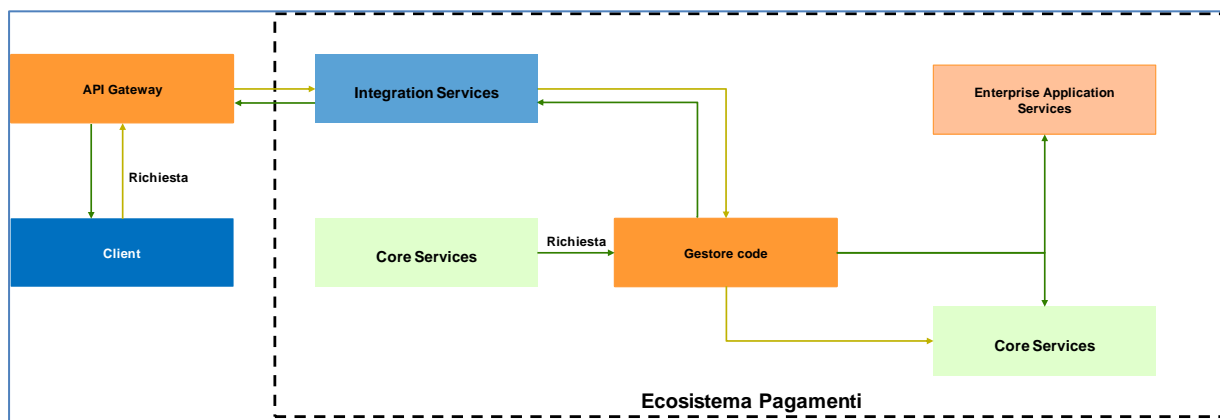 API Gateway
Integration Services
Enterprise Application
Services
Richiesta
Client
Core Services
Richiesta
Gestore code
Core Services
Ecosistema Pagamenti